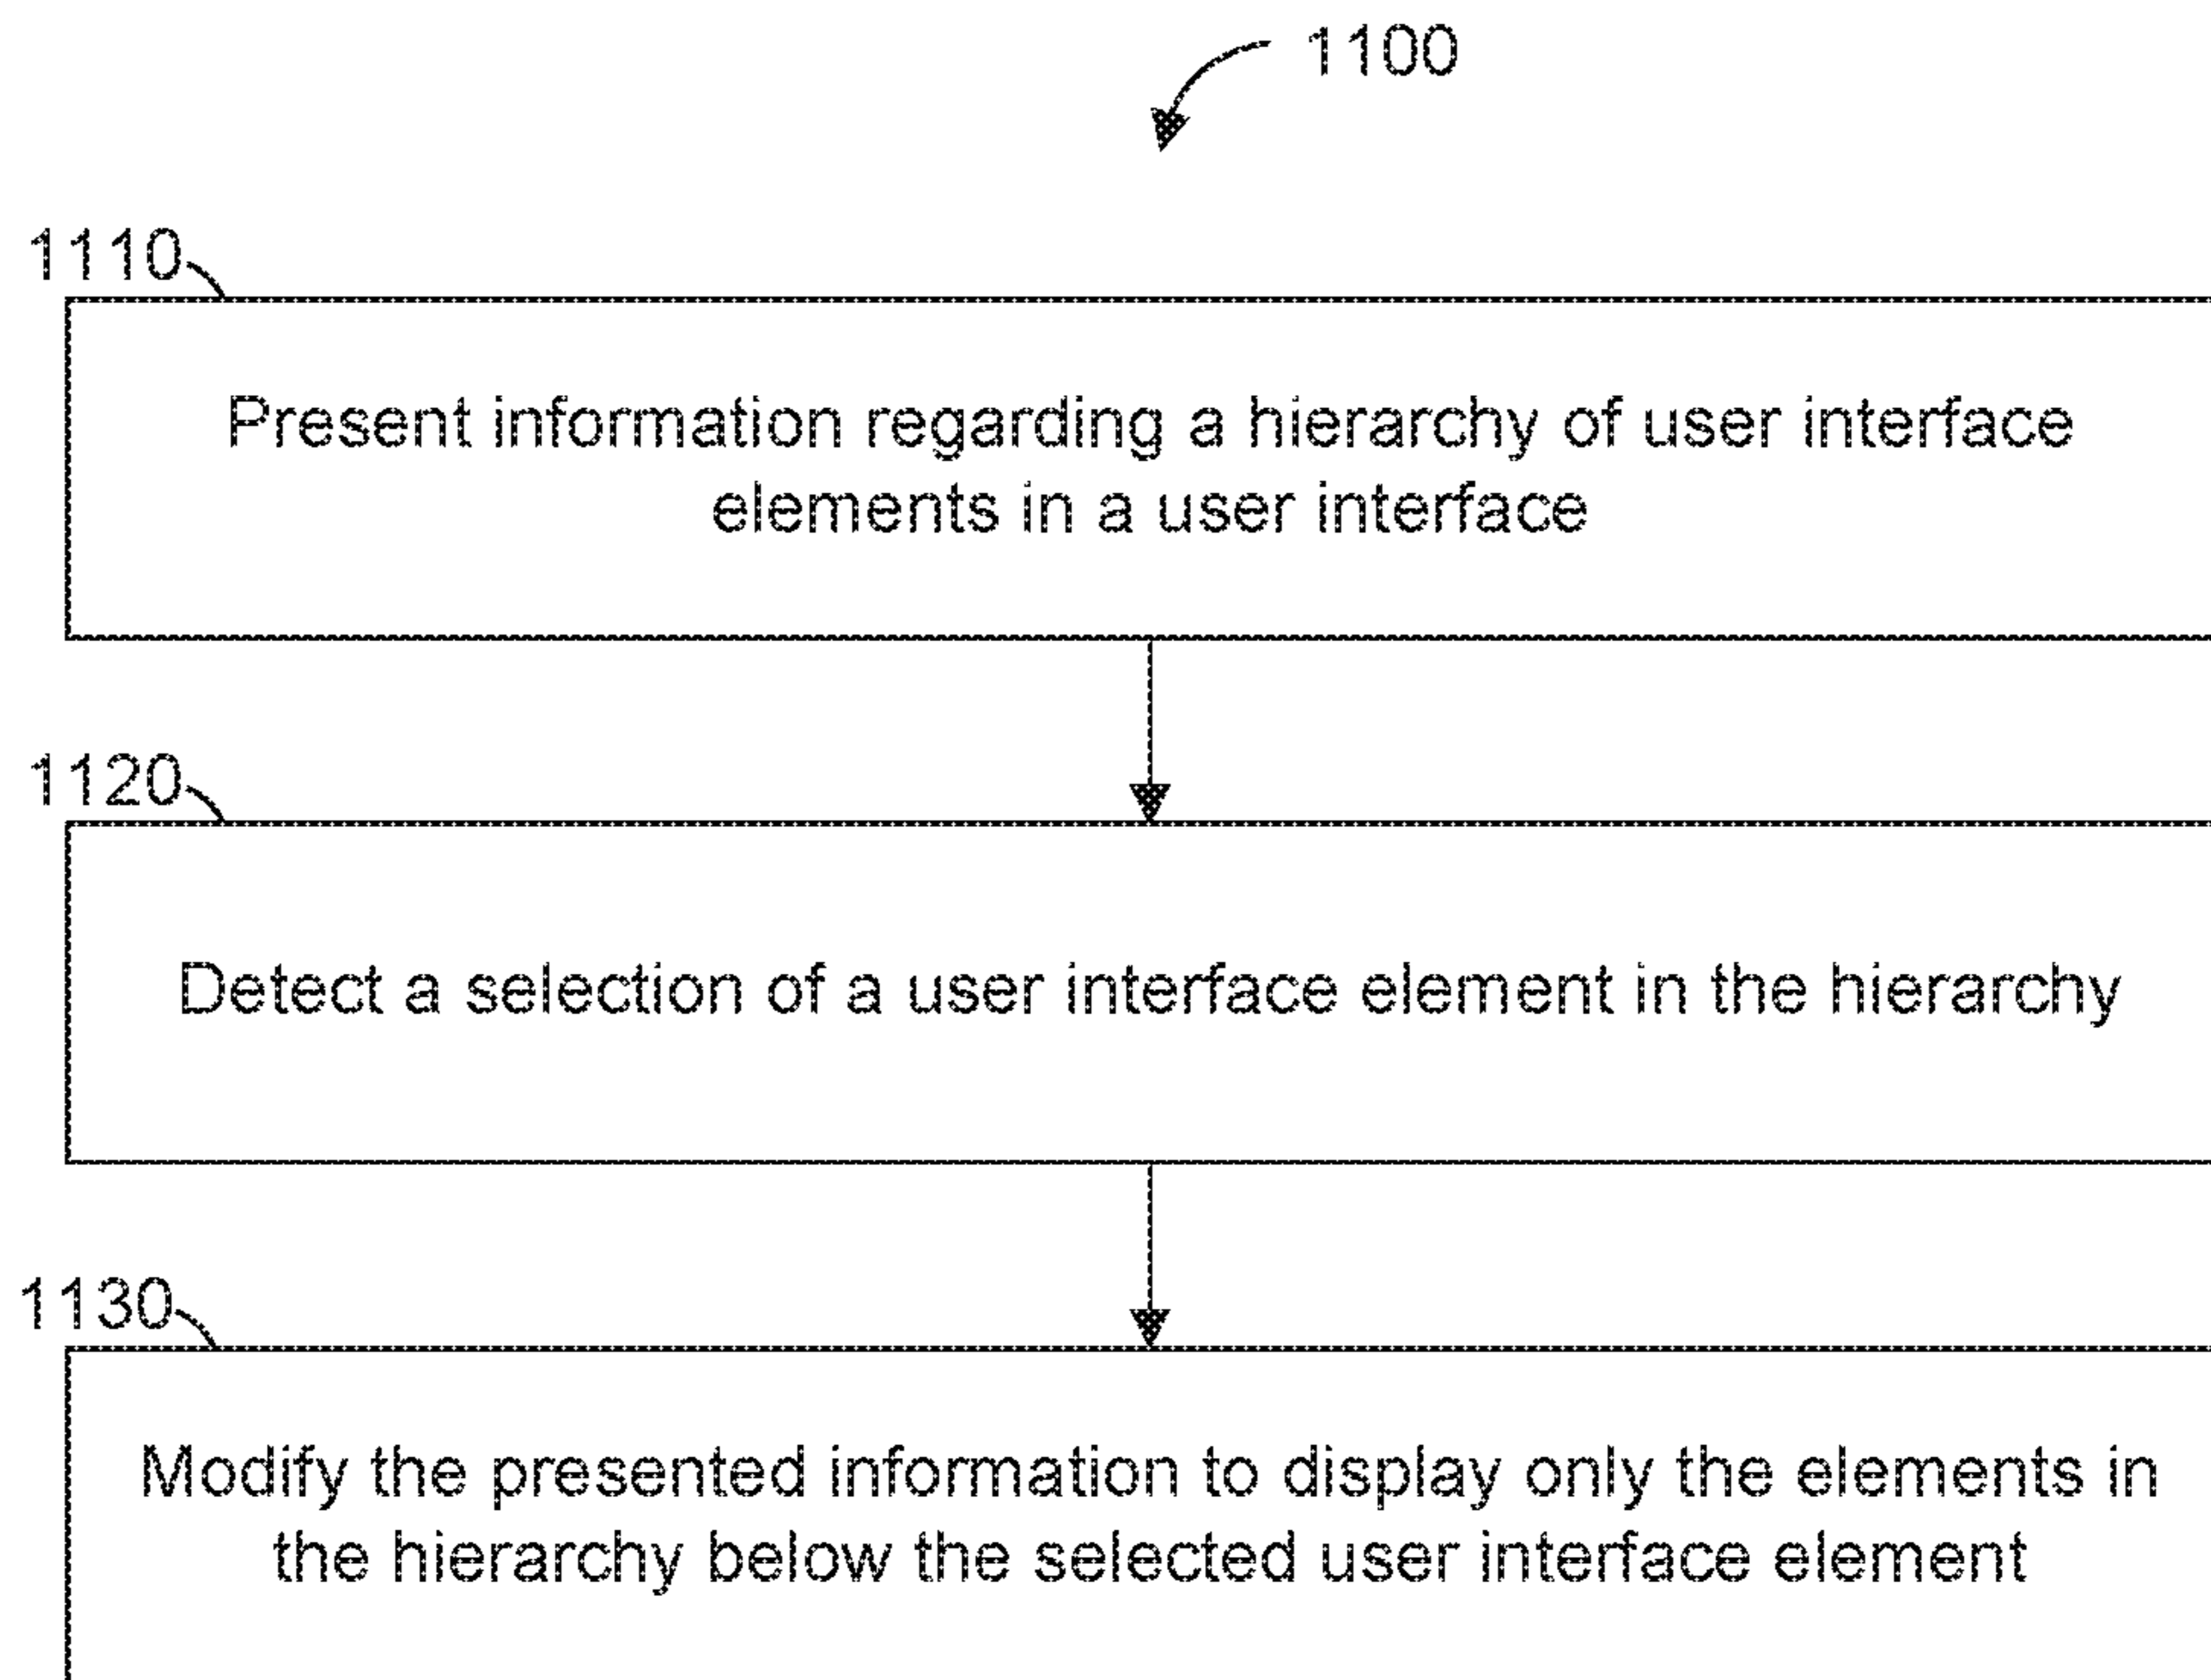 1100
1110
Present information regarding a hierarchy of user interface
elements in a user interface
1120
Detect a selection of a user interface element in the hierarchy
1130
Modify the presented information to display only the elements in
the hierarchy below the selected user interface element